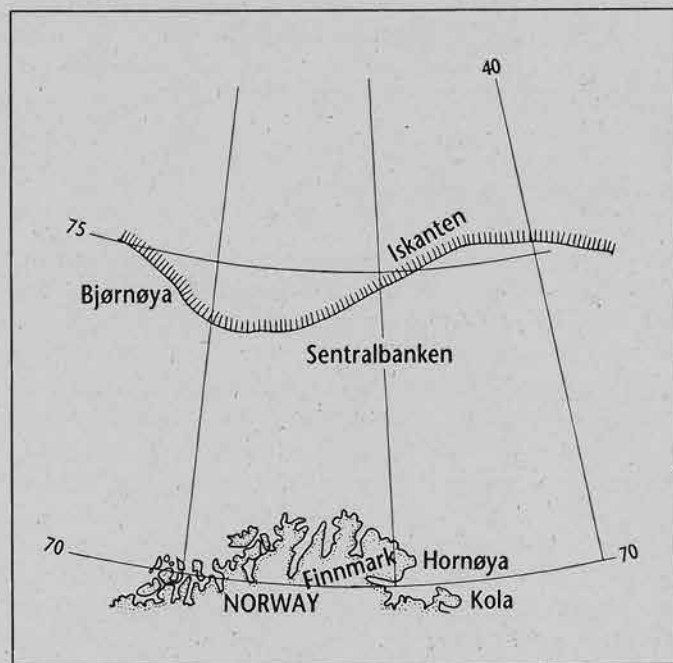 40
75
Iskanten
Bjørnøya
Sentralbanken
70
70
Finnmark
Hornøya
NORWAY
Kola